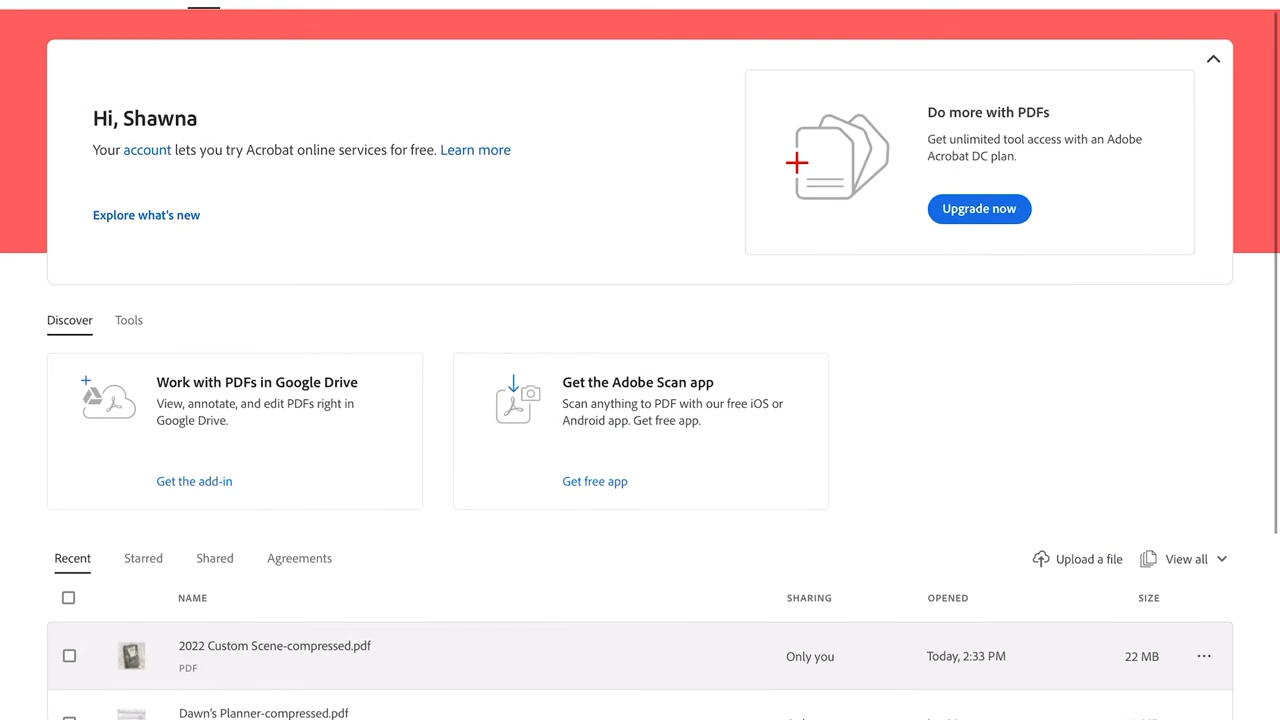 Hi, Shawna
Your account lets you try Acrobat online services for free. Learn more
Explore what's new
Do more with PDFs
Get unlimited tool access with an Adobe
Acrobat DC plan.
Upgrade now
Discover Tools
Work with PDFs in Google Drive
View, annotate, and edit PDFs right in
Google Drive.
Get the add-in
Get the Adobe Scan app
Scan anything to PDF with our free iOS or
Android app. Get free app.
Get free app
Recent Starred Shared Agreements Upload a file View all
NAME SHARING OPENED SIZE
2022 Custom Scene-compressed.pdf
PDF
Only you Today, 2:33 PM 22 MB
Dawn's Planner-compressed.pdf